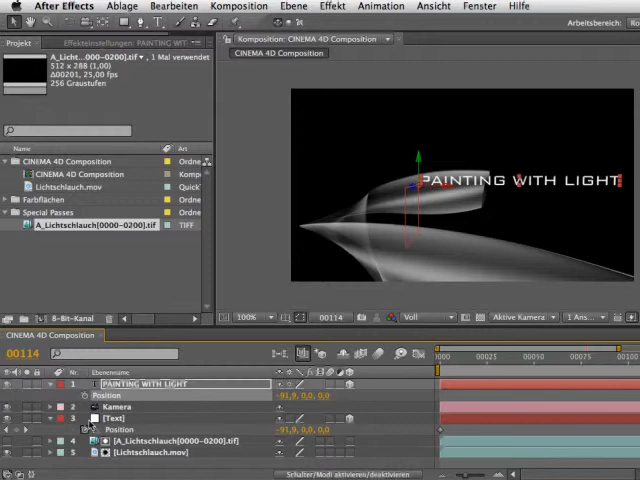 After Effects Datei Bearbeiten Komposition Ebene Effekt Animation Ansicht Fenster Hilfe
Arbeitsbereich:
Projekt Effekteinstellungen: PAINTING WIT
Komposition: CINEMA 4D Composition
CINEMA 4D Composition
A_Licht...0000-0200].tif , 1 Mal verwendet
512 x 288 (1,00)
Δ00201, 25,00 fps
256 Graustufen
Name Art
CINEMA 4D Composition Ordne
CINEMA 4D Composition Kompo
Lichtschlauch.mov Quick
Farbflächen Ordne
Special Passes Ordne
A_Lichtschlauch[0000-0200].tif TIFF
PAINTING WITH LIGHT
8-Bit-Kanal
100% 00114 Voll Aktive Kamera 1 Ans...
CINEMA 4D Composition
00114
Nr. Ebenenname
00025 00050 00075 00100
1 T PAINTING WITH LIGHT
Position -91,9, 0,0, 0,0
2 Kamera
3 [Text]
Position -91,9, 0,0, 0,0
4 [A_Lichtschlauch[0000-0200].tif]
5 [Lichtschlauch.mov]
Schalter/Modi aktivieren/deaktivieren